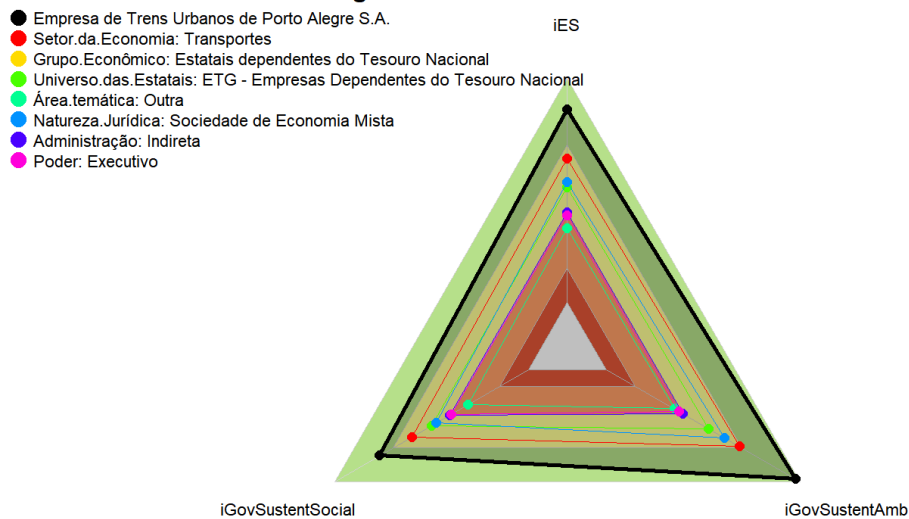 Empresa de Trens Urbanos de Porto Alegre S.A.
iES
Setor.da.Economia: Transportes
Grupo.Econômico: Estatais dependentes do Tesouro Nacional
Universo.das.Estatais: ETG - Empresas Dependentes do Tesouro Nacional
Área.temática: Outra
Natureza.Jurídica: Sociedade de Economia Mista
Administração: Indireta
Poder: Executivo
iGovSustentSocial
iGovSustentAmb